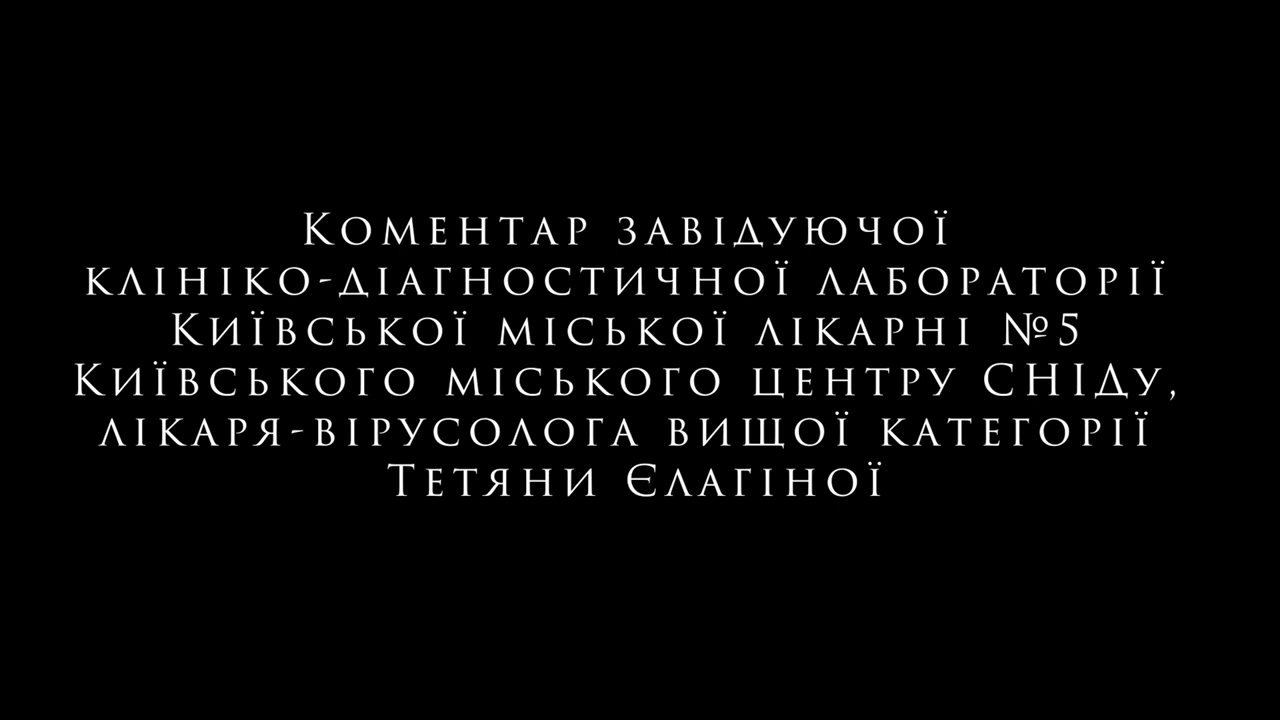 Коментар завідуючої
клініко-діагностичної лабораторії
Київської міської лікарні №5
Київського міського центру СНІДу,
лікаря-вірусолога вищої категорії
Тетяни Єлагіної